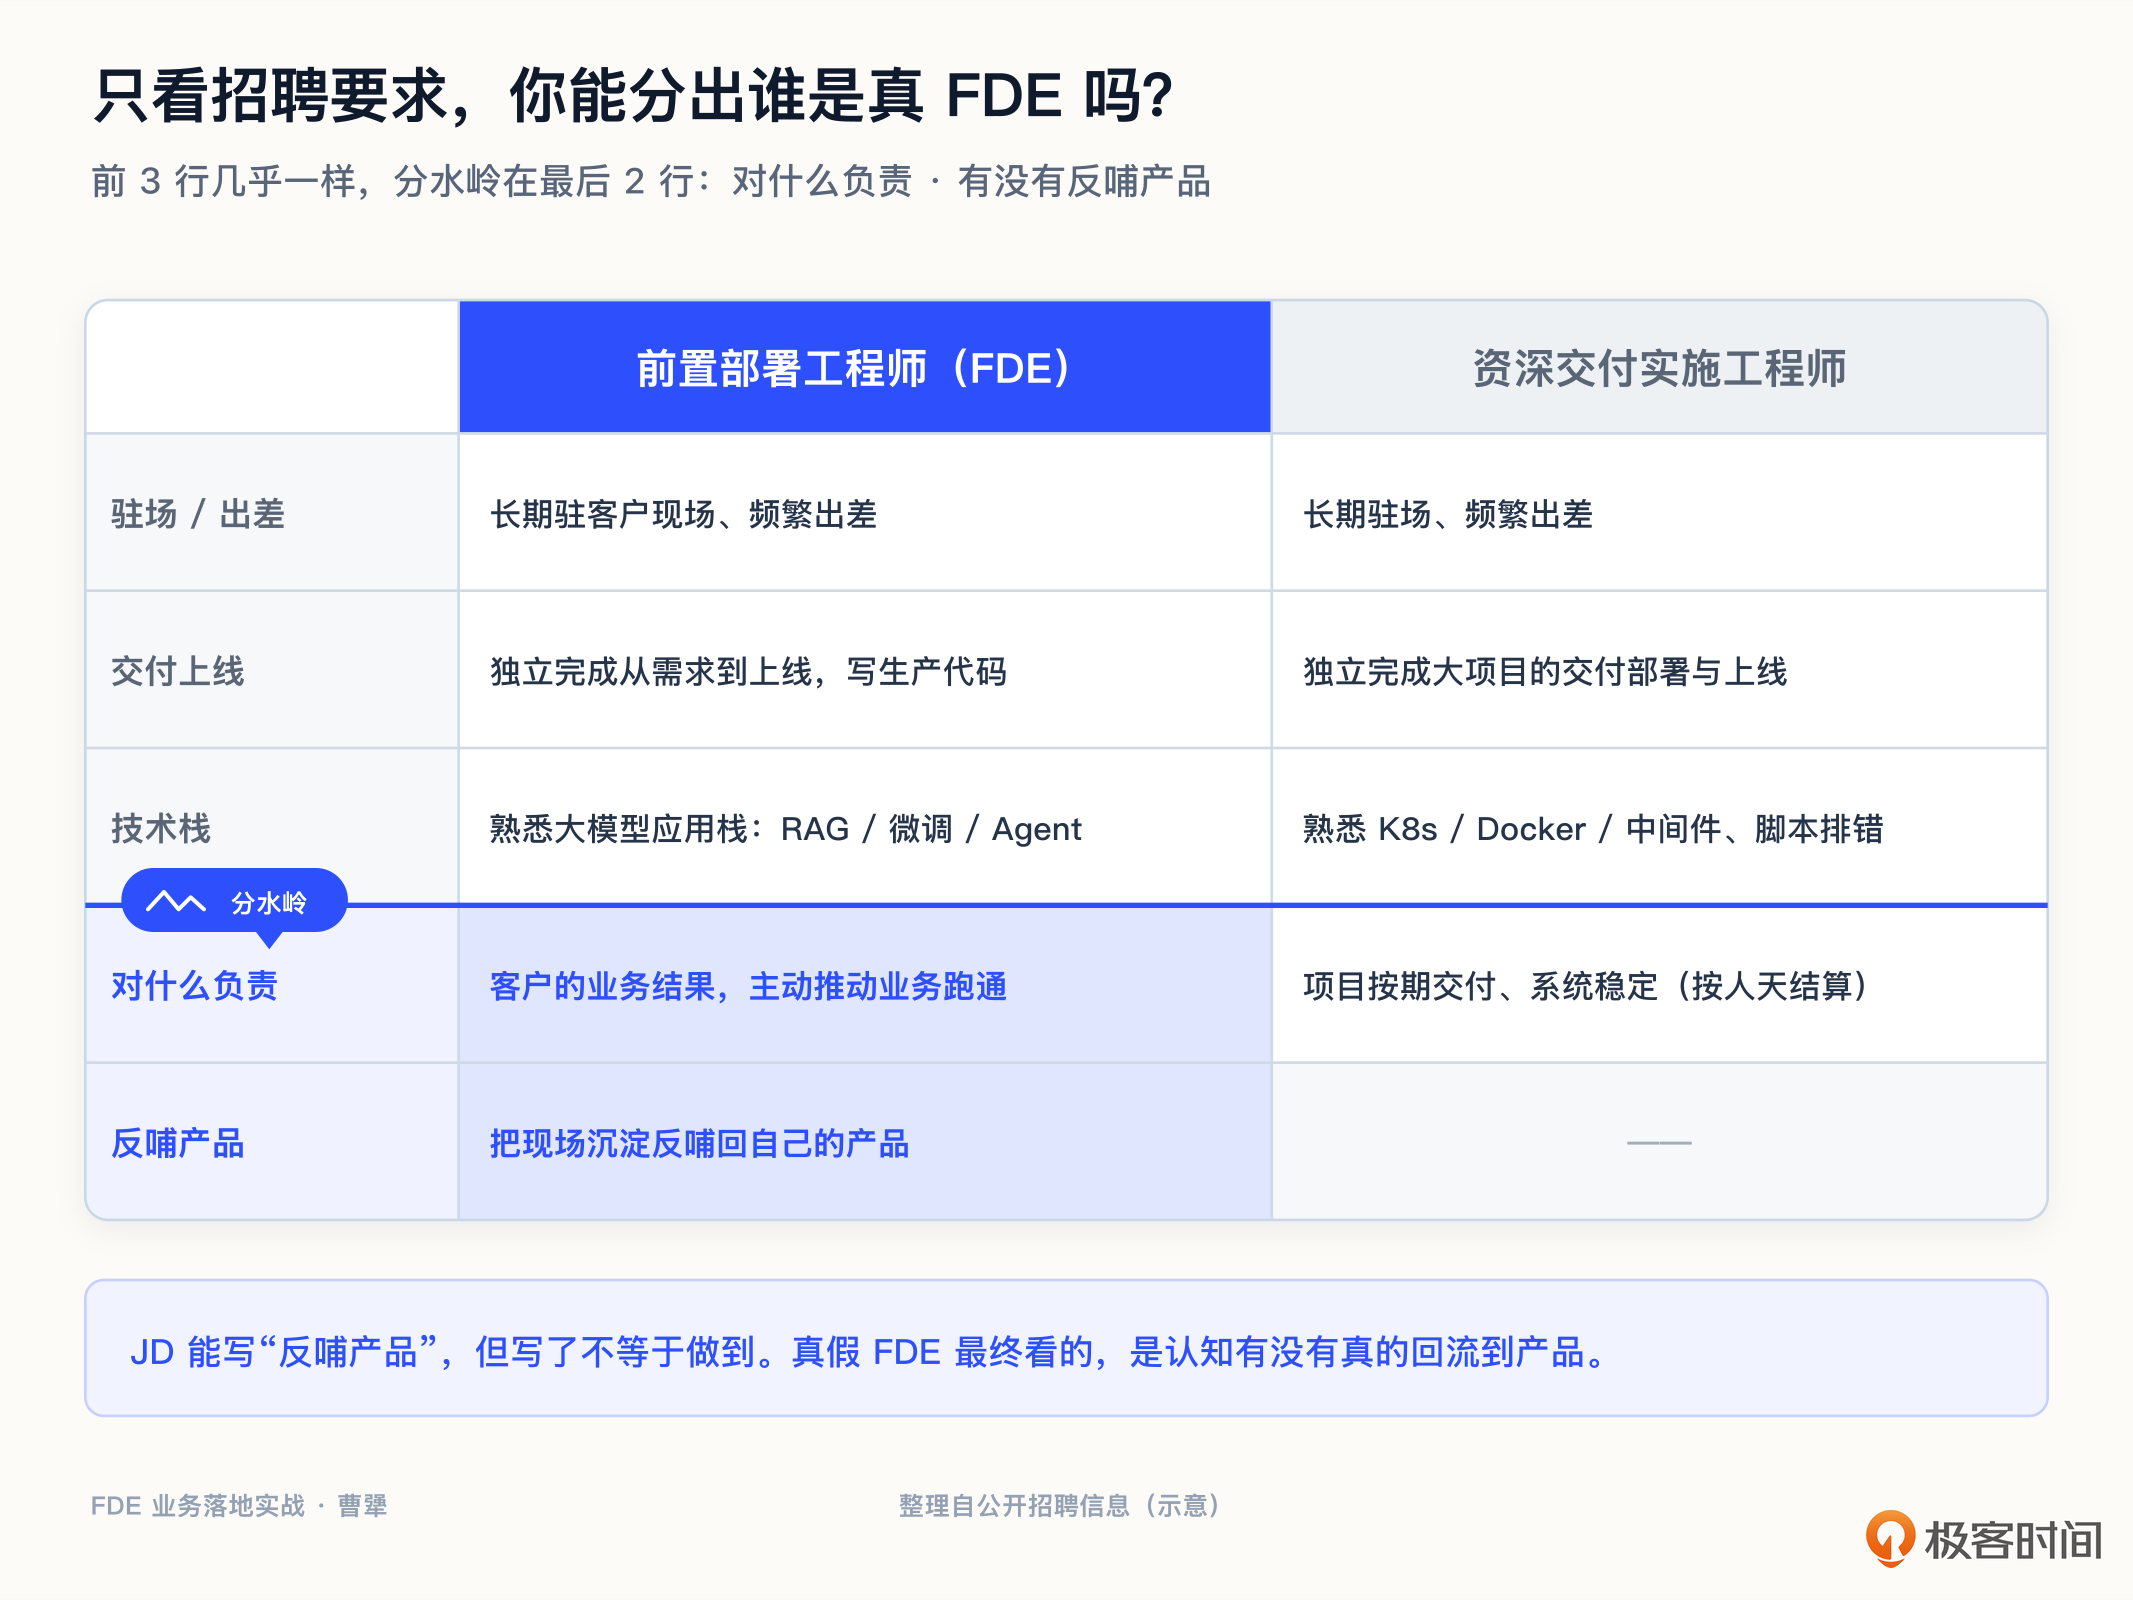 只看招聘要求，你能分出谁是真 FDE 吗？
前 3 行几乎一样，分水岭在最后 2 行：对什么负责 · 有没有反哺产品
前置部署工程师（FDE）
资深交付实施工程师
驻场 / 出差
长期驻客户现场、频繁出差
长期驻场、频繁出差
交付上线
独立完成从需求到上线，写生产代码
独立完成大项目的交付部署与上线
技术栈
熟悉大模型应用栈：RAG / 微调 / Agent
熟悉 K8s / Docker / 中间件、脚本排错
分水岭
对什么负责
客户的业务结果，主动推动业务跑通
项目按期交付、系统稳定（按人天结算）
反哺产品
把现场沉淀反哺回自己的产品
——
JD 能写“反哺产品”，但写了不等于做到。真假 FDE 最终看的，是认知有没有真的回流到产品。
FDE 业务落地实战 · 曹犟
整理自公开招聘信息（示意）
极客时间